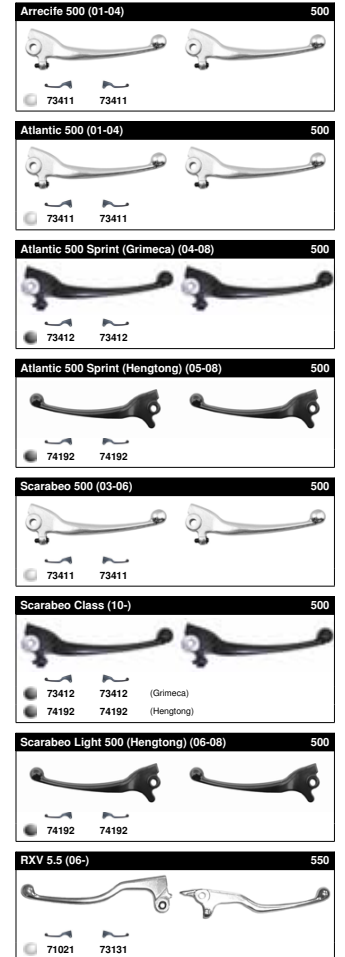 Arrecife 500 (01-04) 500
73411 73411
Atlantic 500 (01-04) 500
73411 73411
Atlantic 500 Sprint (Grimeca) (04-08) 500
73412 73412
Atlantic 500 Sprint (Hengtong) (05-08) 500
74192 74192
Scarabeo 500 (03-06) 500
73411 73411
Scarabeo Class (10-) 500
73412 73412 (Grimeca)
74192 74192 (Hengtong)
Scarabeo Light 500 (Hengtong) (06-08) 500
74192 74192
RXV 5.5 (06-) 550
71021 73131